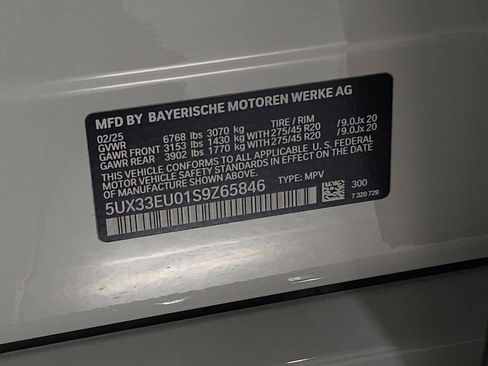 MFD BY BAYERISCHE MOTOREN WERKE AG
02/25 6768 lbs 3070 kg TIRE / RIM
GVWR
GAWR FRONT 3153 lbs 1430 kg WITH 275/45 R20 / 9.0Jx 20
GAWR REAR 3902 lbs 1770 kg WITH 275/45 R20 / 9.0Jx 20
THIS VEHICLE CONFORMS TO ALL APPLICABLE U. S. FEDERAL
MOTOR VEHICLE SAFETY STANDARDS IN EFFECT ON THE DATE OF
MANUFACTURE SHOWN ABOVE.
5UX33EU01S9Z65846 TYPE: MPV
300
7 320 729